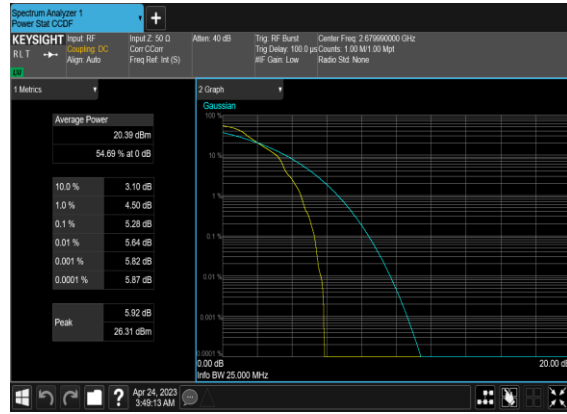 Spectrum Analyzer 1
Power Stat CCDF
KEYSIGHT
Input: RF
Input Z: 50 Ω
Atten: 40 dB
Trig: RF Burst
Center Freq: 2.679990000 GHz
RLT
Coupling: DC
Corr CCorr
Trig Delay: 100.0 µs
Counts: 1.00 M/1.00 Mpt
Align: Auto
Freq Ref: Int (S)
#IF Gain: Low
Radio Std: None
1 Metrics
2 Graph
Gaussian
Average Power
20.39 dBm
54.69 % at 0 dB
10.0 % 3.10 dB
1.0 % 4.50 dB
0.1 % 5.28 dB
0.01 % 5.64 dB
0.001 % 5.82 dB
0.0001 % 5.87 dB
Peak
5.92 dB
26.31 dBm
100 %
10 %
1 %
0.1 %
0.01 %
0.001 %
0.0001 %
0.00 dB
20.00 dB
Info BW 25.000 MHz
?
Apr 24, 2023
3:49:13 AM